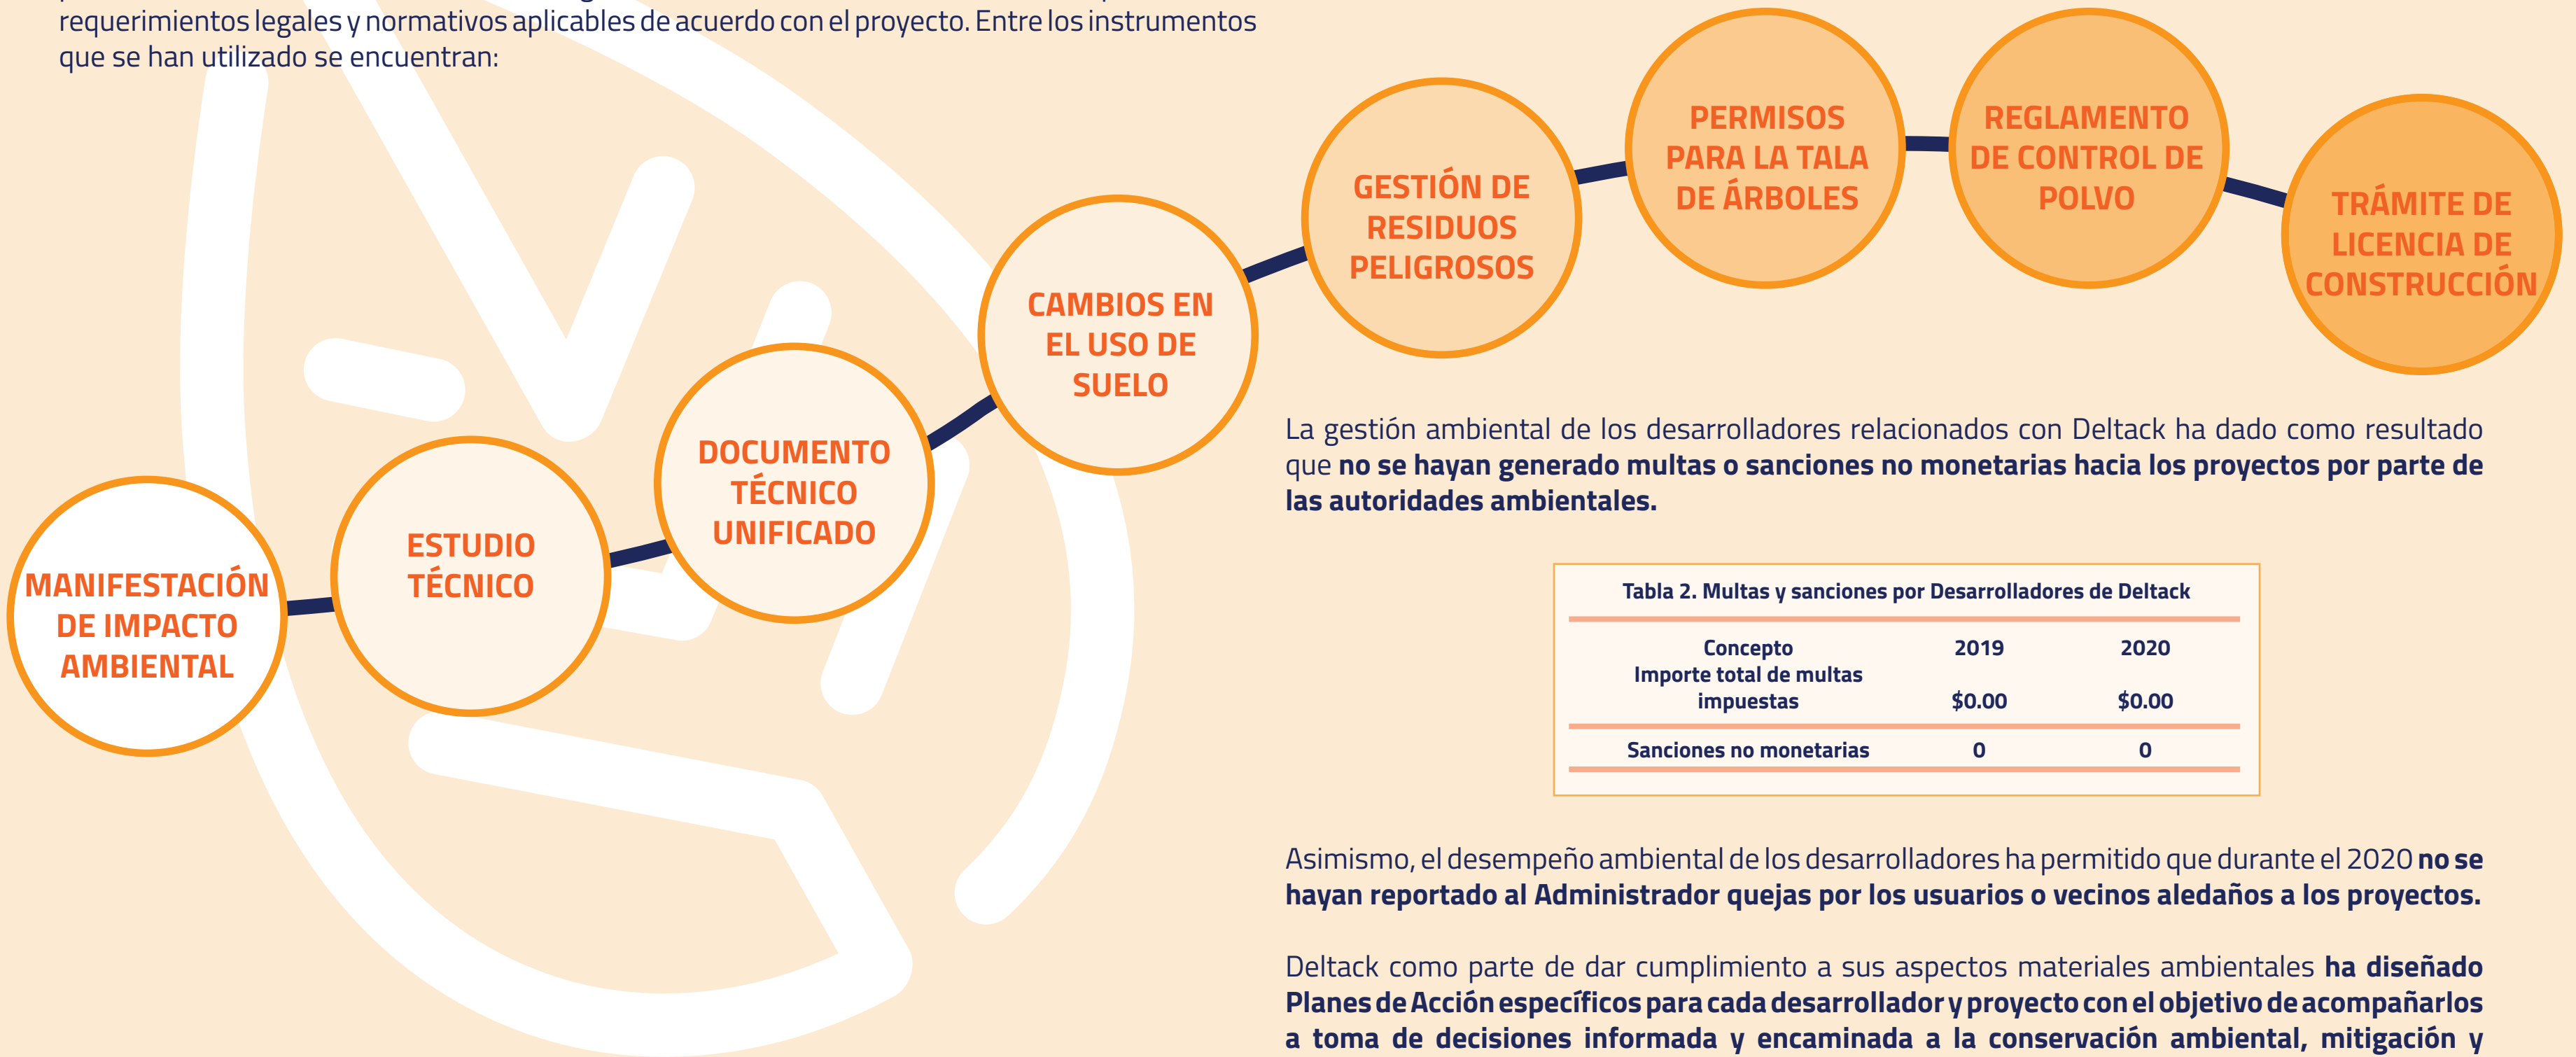 requerimientos legales y normativos aplicables de acuerdo con el proyecto. Entre los instrumentos
que se han utilizado se encuentran:
MANIFESTACIÓN
DE IMPACTO
AMBIENTAL
ESTUDIO
TÉCNICO
DOCUMENTO
TÉCNICO
UNIFICADO
CAMBIOS EN
EL USO DE
SUELO
GESTIÓN DE
RESIDUOS
PELIGROSOS
PERMISOS
PARA LA TALA
DE ÁRBOLES
REGLAMENTO
DE CONTROL DE
POLVO
TRÁMITE DE
LICENCIA DE
CONSTRUCCIÓN
La gestión ambiental de los desarrolladores relacionados con Deltack ha dado como resultado
que no se hayan generado multas o sanciones no monetarias hacia los proyectos por parte de
las autoridades ambientales.
Tabla 2. Multas y sanciones por Desarrolladores de Deltack
Concepto 2019 2020
Importe total de multas
impuestas $0.00 $0.00
Sanciones no monetarias 0 0
Asimismo, el desempeño ambiental de los desarrolladores ha permitido que durante el 2020 no se
hayan reportado al Administrador quejas por los usuarios o vecinos aledaños a los proyectos.
Deltack como parte de dar cumplimiento a sus aspectos materiales ambientales ha diseñado
Planes de Acción específicos para cada desarrollador y proyecto con el objetivo de acompañarlos
a toma de decisiones informada y encaminada a la conservación ambiental, mitigación y